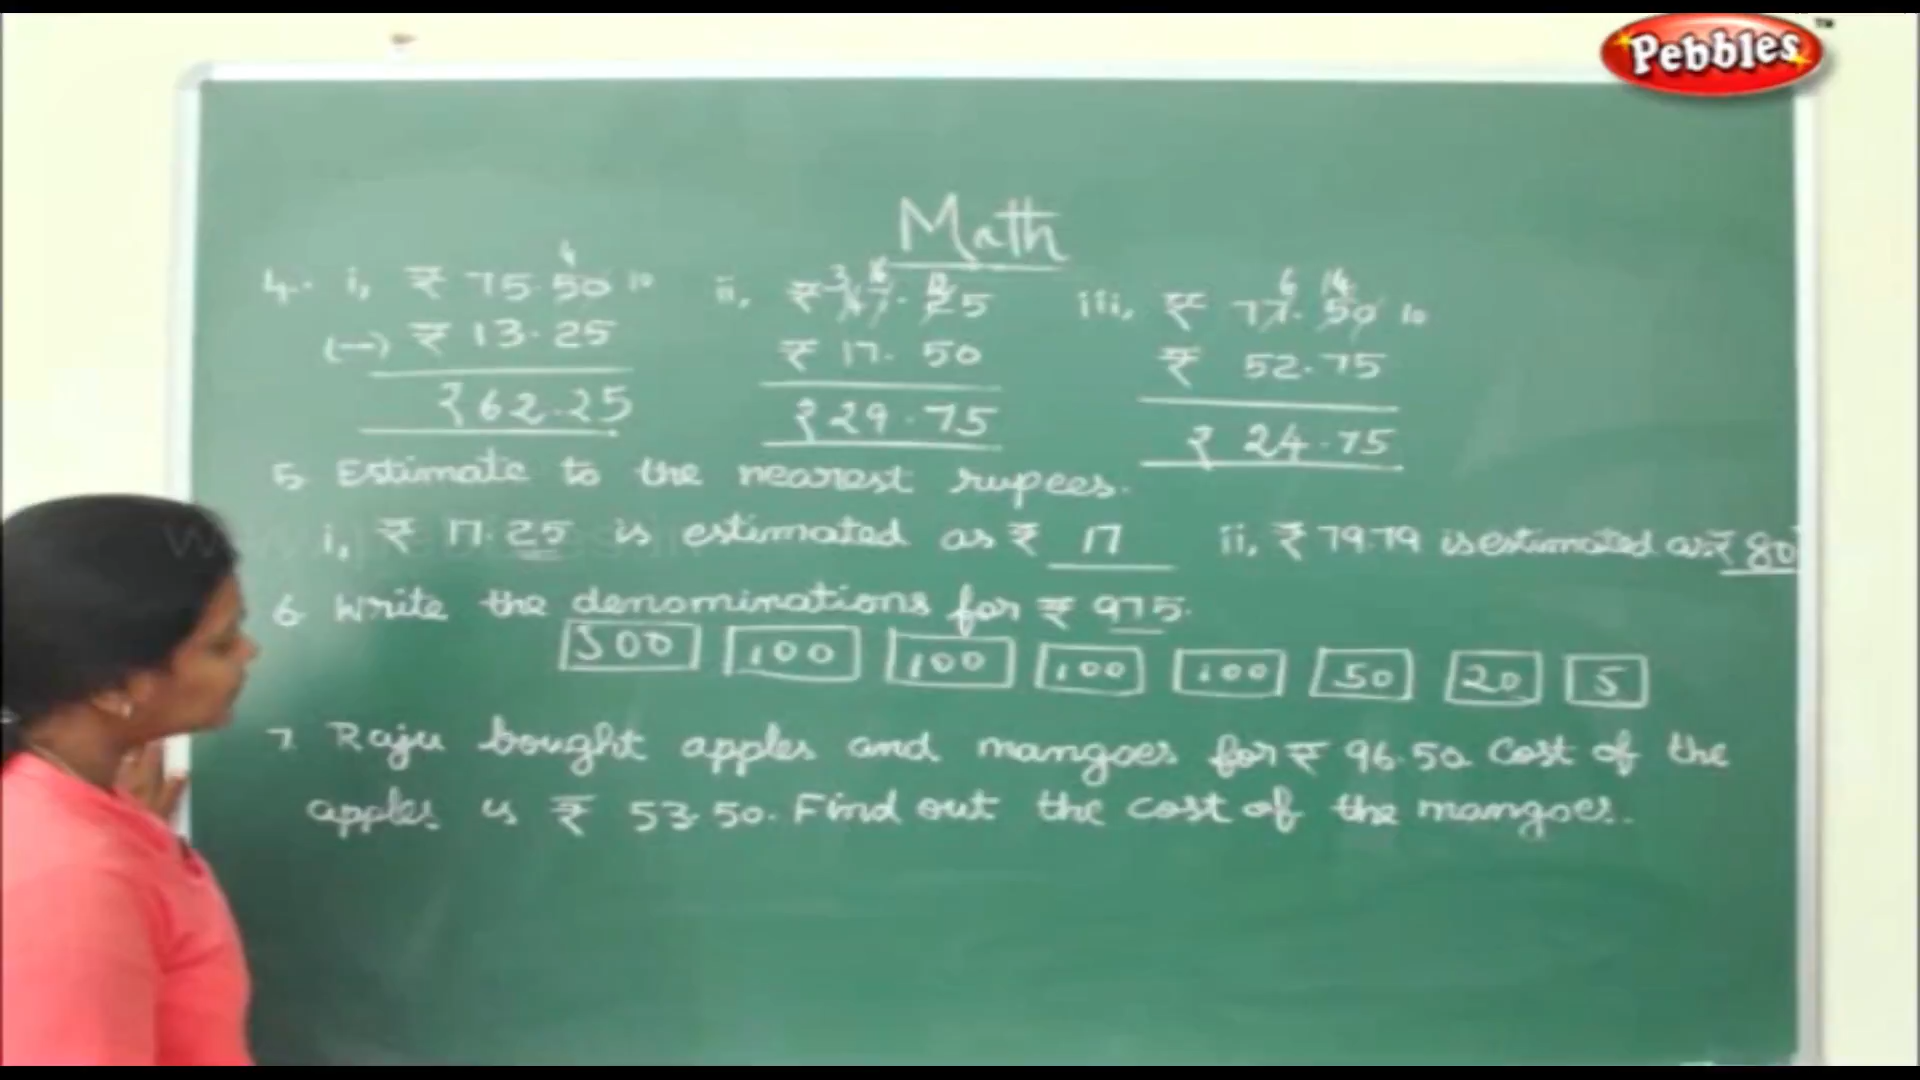 Pebbles™
Math
4. i, ₹ 75.50 10 ii, ₹ 47.25 iii, ₹ 77.50 10
(-) ₹ 13.25 ₹ 17.50 ₹ 52.75
₹62.25 ₹29.75 ₹ 24.75
5. Estimate to the nearest rupees.
i, ₹ 17.25 is estimated as ₹ 17 ii, ₹ 79.79 is estimated as ₹ 80
6. Write the denominations for ₹ 975.
500 100 100 100 100 50 20 5
7. Raju bought apples and mangoes for ₹ 96.50. Cost of the
apples is ₹ 53.50. Find out the cost of the mangoes.